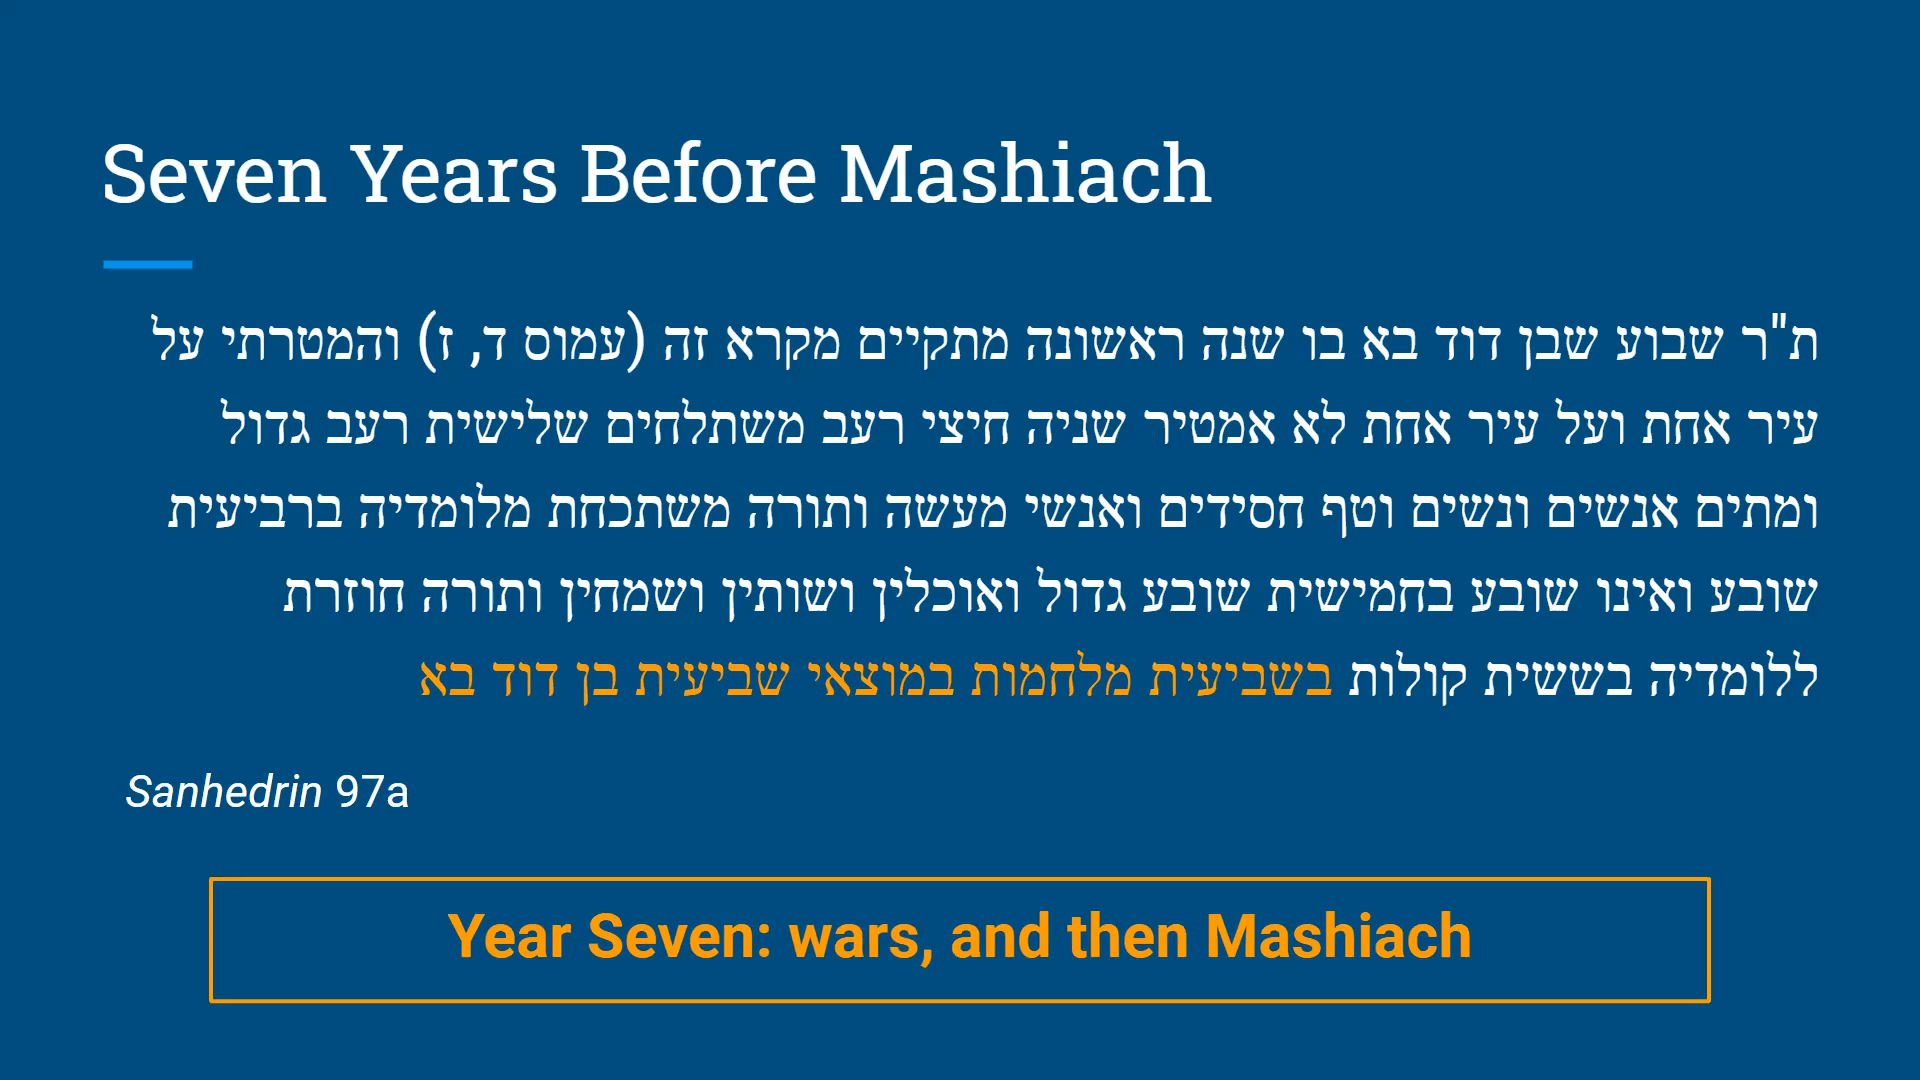 Seven Years Before Mashiach
ת"ר שבוע שבן דוד בא בו שנה ראשונה מתקיים מקרא זה (עמוס ד, ז) והמטרתי על
עיר אחת ועל עיר אחת לא אמטיר שניה חיצי רעב משתלחים שלישית רעב גדול
ומתים אנשים ונשים וטף חסידים ואנשי מעשה ותורה משתכחת מלומדיה ברביעית
שובע ואינו שובע בחמישית שובע גדול ואוכלין ושותין ושמחין ותורה חוזרת
ללומדיה בששית קולות בשביעית מלחמות במוצאי שביעית בן דוד בא
Sanhedrin 97a
Year Seven: wars, and then Mashiach